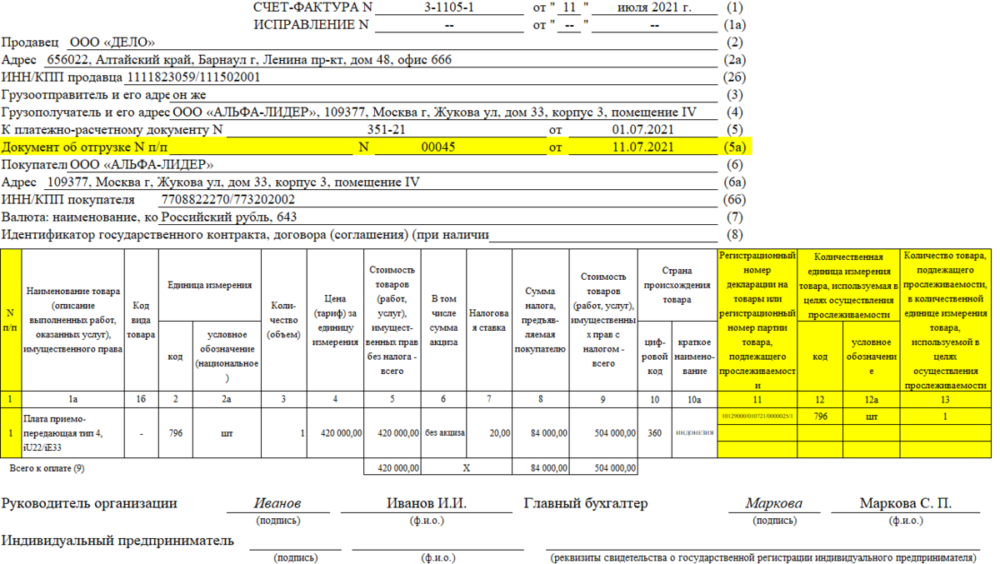 СЧЕТ-ФАКТУРА N 3-1105-1 от " 11 " июля 2021 г. (1)
ИСПРАВЛЕНИЕ N -- от " -- " -- (1а)
Продавец ООО «ДЕЛО» (2)
Адрес 656022, Алтайский край, Барнаул г, Ленина пр-кт, дом 48, офис 666 (2а)
ИНН/КПП продавца 1111823059/111502001 (2б)
Грузоотправитель и его адре он же (3)
Грузополучатель и его адрес ООО «АЛЬФА-ЛИДЕР», 109377, Москва г, Жукова ул, дом 33, корпус 3, помещение IV (4)
К платежно-расчетному документу N 351-21 от 01.07.2021 (5)
Документ об отгрузке N п/п N 00045 от 11.07.2021 (5а)
Покупател ООО «АЛЬФА-ЛИДЕР» (6)
Адрес 109377, Москва г, Жукова ул, дом 33, корпус 3, помещение IV (6а)
ИНН/КПП покупателя 7708822270/773202002 (6б)
Валюта: наименование, ко Российский рубль, 643 (7)
Идентификатор государственного контракта, договора (соглашения) (при наличии (8)
N
п/п
Наименование товара
(описание
выполненных работ,
оказанных услуг),
имущественного права
Код
вида
товара
Единица измерения
код
условное
обозначение
(национальное
)
Коли-
чество
(объем)
Цена
(тариф) за
единицу
измерения
Стоимость
товаров
(работ,
услуг),
имущест-
венных прав
без налога -
всего
В том
числе
сумма
акциза
Налогова
я ставка
Сумма
налога,
предъяв-
ляемая
покупателю
Стоимость
товаров
(работ, услуг),
имущественны
х прав с
налогом -
всего
Страна
происхождения
товара
циф-
ровой
код
краткое
наимено-
вание
Регистрационный
номер
декларации на
товары или
регистрационный
номер партии
товара,
подлежащего
прослеживаемост
и
Количественная
единица измерения
товара, используемая в
целях осуществления
прослеживаемости
код
условное
обозначени
е
Количество товара,
подлежащего
прослеживаемости,
в количественной
единице измерения
товара,
используемой в
целях
осуществления
прослеживаемости
1 1а 1б 2 2а 3 4 5 6 7 8 9 10 10а 11 12 12а 13
1 Плата приемо-
передающая тип 4,
iU22/iE33
- 796 шт 1 420 000,00 420 000,00 без акциза 20,00 84 000,00 504 000,00 360 ИНДОНЕЗИЯ 10129000/010721/0000025/1 796 шт 1
Всего к оплате (9) 420 000,00 X 84 000,00 504 000,00
Руководитель организации Иванов Иванов И.И. Главный бухгалтер Маркова Маркова С. П.
(подпись) (ф.и.о.) (подпись) (ф.и.о.)
Индивидуальный предприниматель
(подпись) (ф.и.о.) (реквизиты свидетельства о государственной регистрации индивидуального предпринимателя)